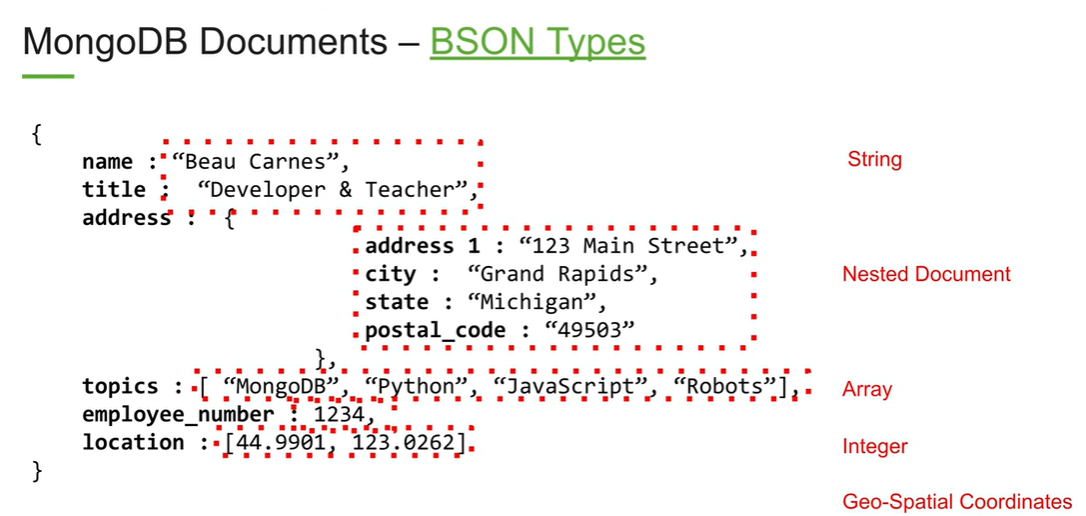 MongoDB Documents – BSON Types
{
name : “Beau Carnes”,
String
title : “Developer & Teacher”,
address : {
address 1 : “123 Main Street”,
city : “Grand Rapids”,
Nested Document
state : “Michigan”,
postal_code : “49503”
},
topics : [ “MongoDB”, “Python”, “JavaScript”, “Robots”],
Array
employee_number : 1234,
location : [44.9901, 123.0262]
Integer
}
Geo-Spatial Coordinates